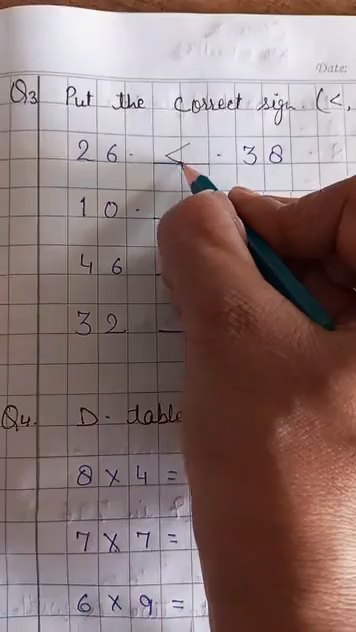 Date:
Q3 Put the correct sign. (<,
26 < 38
10
46
32
Q4. D - table
8 x 4 =
7 x 7 =
6 x 9 =